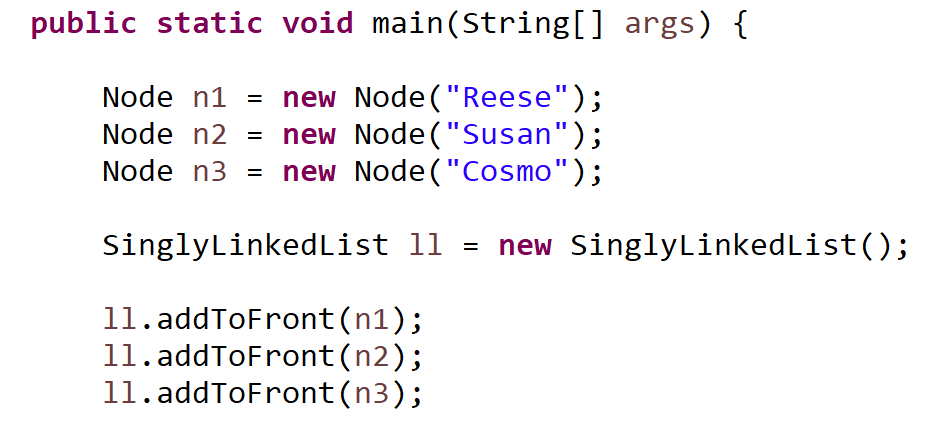 public static void main(String[] args) {
Node n1 = new Node("Reese");
Node n2 = new Node("Susan");
Node n3 = new Node("Cosmo");
SinglyLinkedList ll = new SinglyLinkedList();
ll.addToFront(n1);
ll.addToFront(n2);
ll.addToFront(n3);